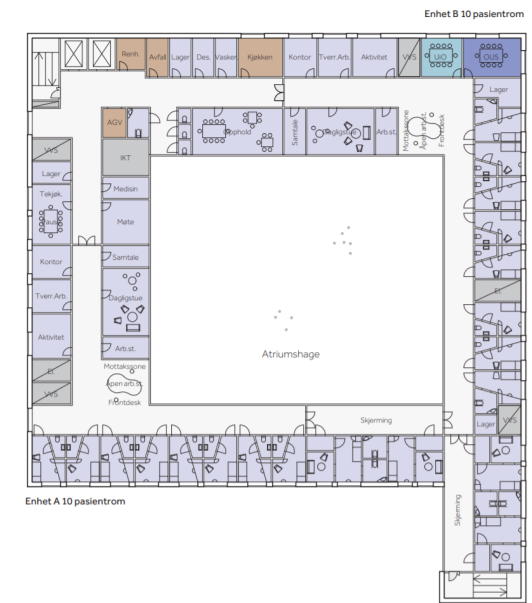 Enhet B 10 pasientrom
Renh.
Avfall
Lager
Des.
Vasker
Kjøkken
Kontor
Tverr.Arb.
Aktivitet
VVS
UiO
OUS
Lager
AGV
Opphold
Samtale
Dagligstue
Arb.st.
Mottakssone
Åpen arb.st.
Frontdesk
VVS
IKT
Lager
Medisin
Tekjøk.
Pause
Møte
Kontor
Samtale
Tverr.Arb.
Dagligstue
El.
Aktivitet
Arb.st.
Atriumshage
El.
Mottakssone
VVS
Åpen arb.st.
Frontdesk
Skjerming
Lager
VVS
Enhet A 10 pasientrom
Skjerming